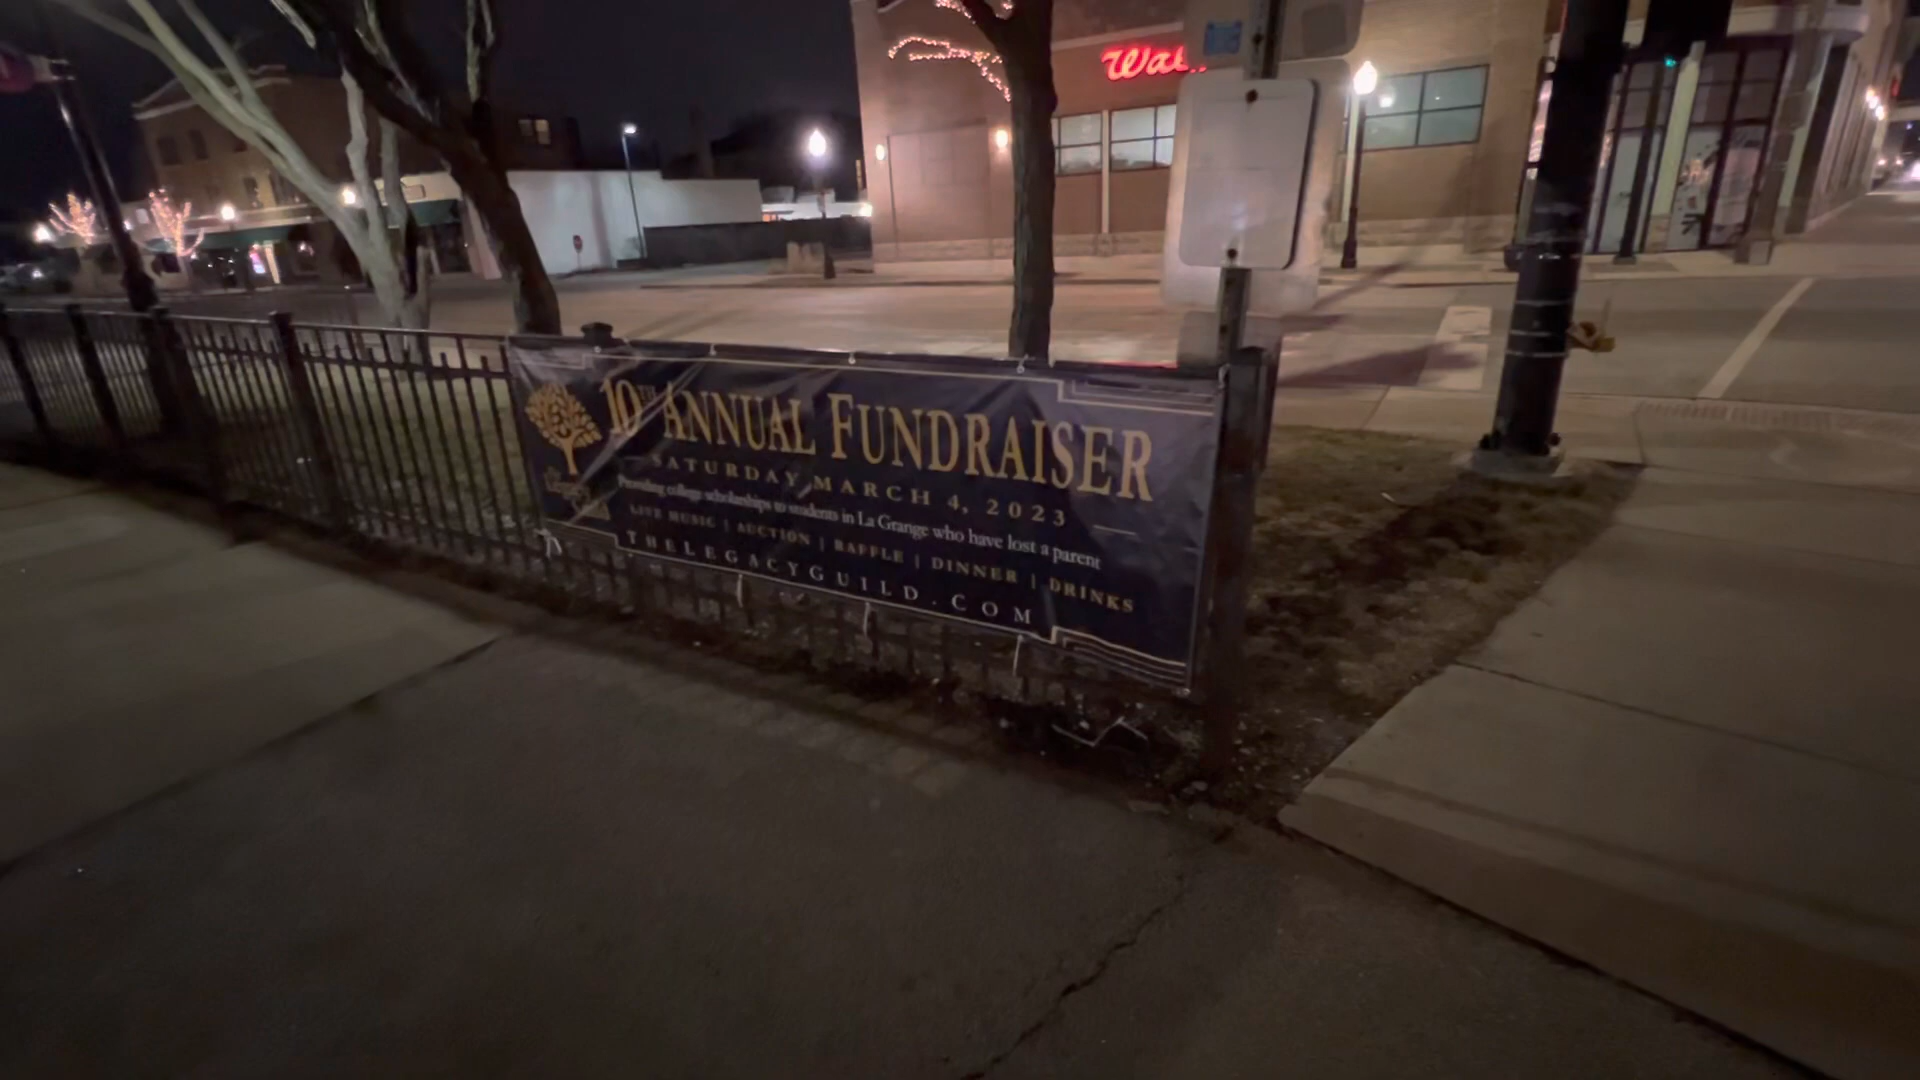 Wal
10TH ANNUAL FUNDRAISER
SATURDAY MARCH 4, 2023
Providing college scholarships to students in La Grange who have lost a parent
LIVE MUSIC | AUCTION | RAFFLE | DINNER | DRINKS
THELEGACYGUILD.COM